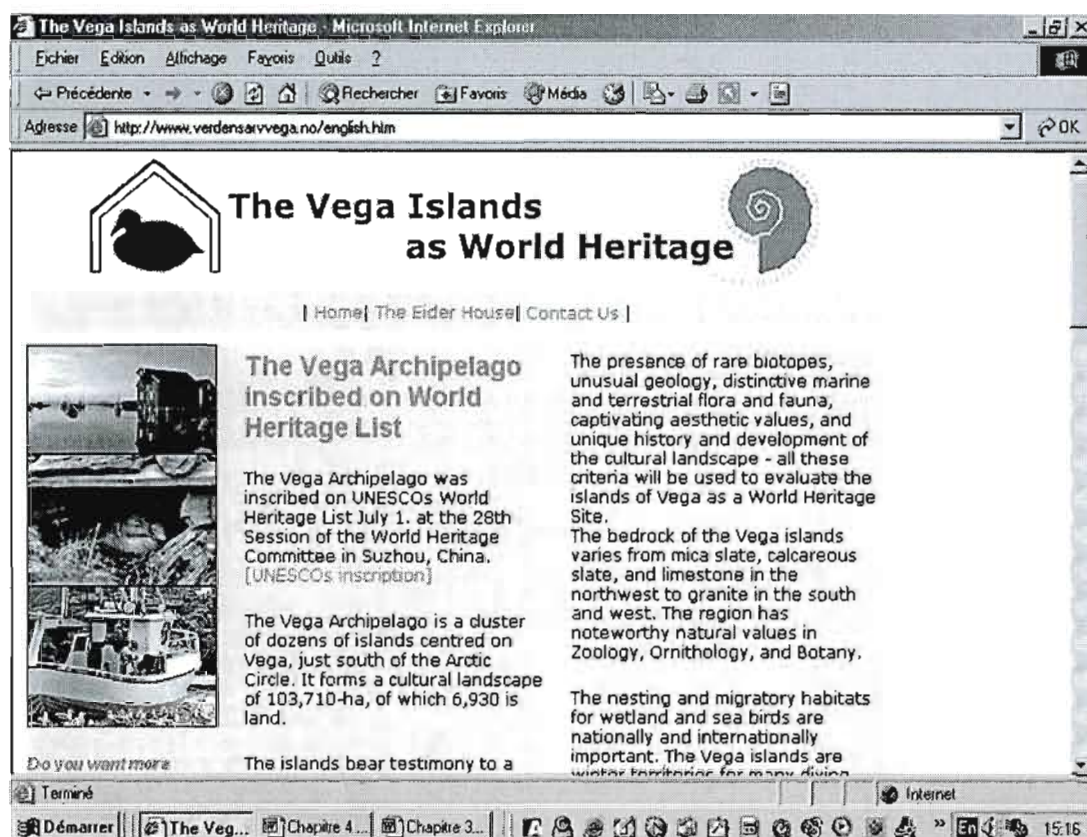 The Vega Islands as World Heritage - Microsoft Internet Explorer
Fichier Edition Affichage Favoris Outils ?
Précédente Rechercher Favoris Média
Adresse http://www.verdensarvvega.no/english.htm OK
The Vega Islands
as World Heritage
| Home| The Eider House| Contact Us |
The Vega Archipelago
inscribed on World
Heritage List
The Vega Archipelago was
inscribed on UNESCOs World
Heritage List July 1. at the 28th
Session of the World Heritage
Committee in Suzhou, China.
[UNESCOs inscription]
The Vega Archipelago is a cluster
of dozens of islands centred on
Vega, just south of the Arctic
Circle. It forms a cultural landscape
of 103,710-ha, of which 6,930 is
land.
The islands bear testimony to a
The presence of rare biotopes,
unusual geology, distinctive marine
and terrestrial flora and fauna,
captivating aesthetic values, and
unique history and development of
the cultural landscape - all these
criteria will be used to evaluate the
islands of Vega as a World Heritage
Site.
The bedrock of the Vega islands
varies from mica slate, calcareous
slate, and limestone in the
northwest to granite in the south
and west. The region has
noteworthy natural values in
Zoology, Ornithology, and Botany.
The nesting and migratory habitats
for wetland and sea birds are
nationally and internationally
important. The Vega islands are
winter territories for many diving
Do you want more
Terminé Internet
Démarrer The Veg... Chapitre 4 ... Chapitre 3... » En 15:16